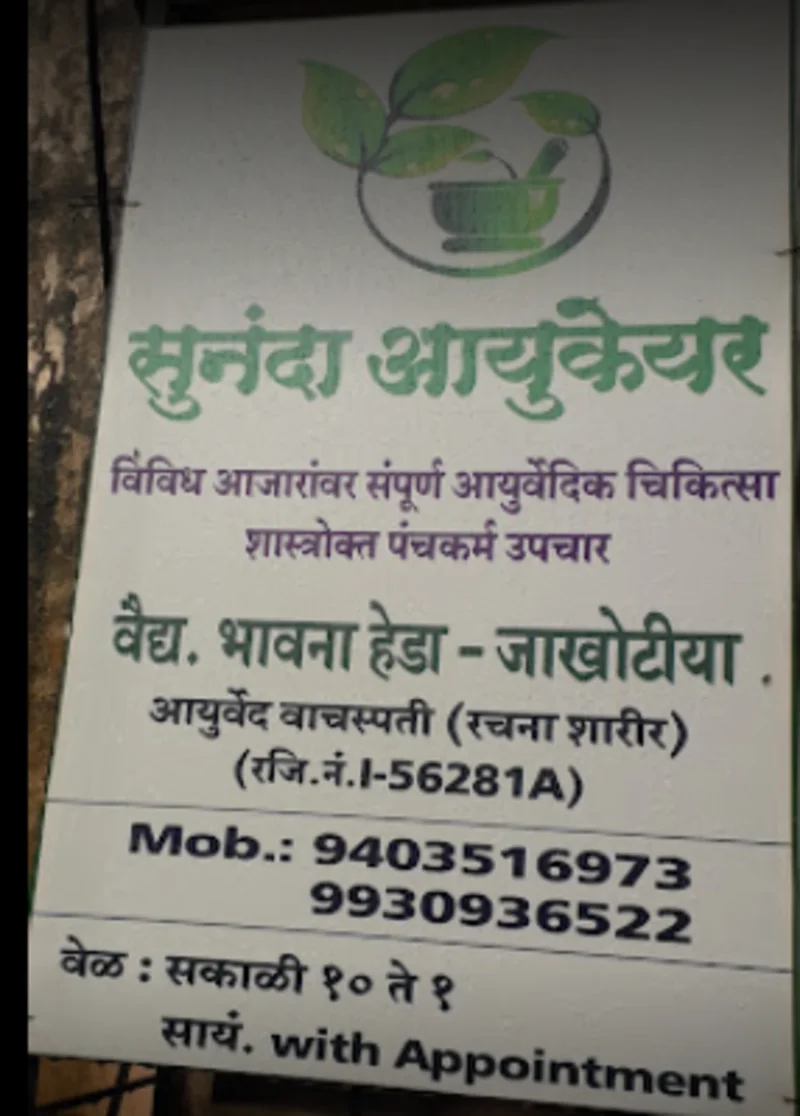 सुनंदा आयुकेयर
विविध आजारांवर संपूर्ण आयुर्वेदिक चिकित्सा
शास्त्रोक्त पंचकर्म उपचार
वैद्य. भावना हेडा - जाखोटीया .
आयुर्वेद वाचस्पती (रचना शारीर)
(रजि.नं.I-56281A)
Mob.: 9403516973
9930936522
वेळ : सकाळी १० ते १
सायं. with Appointment